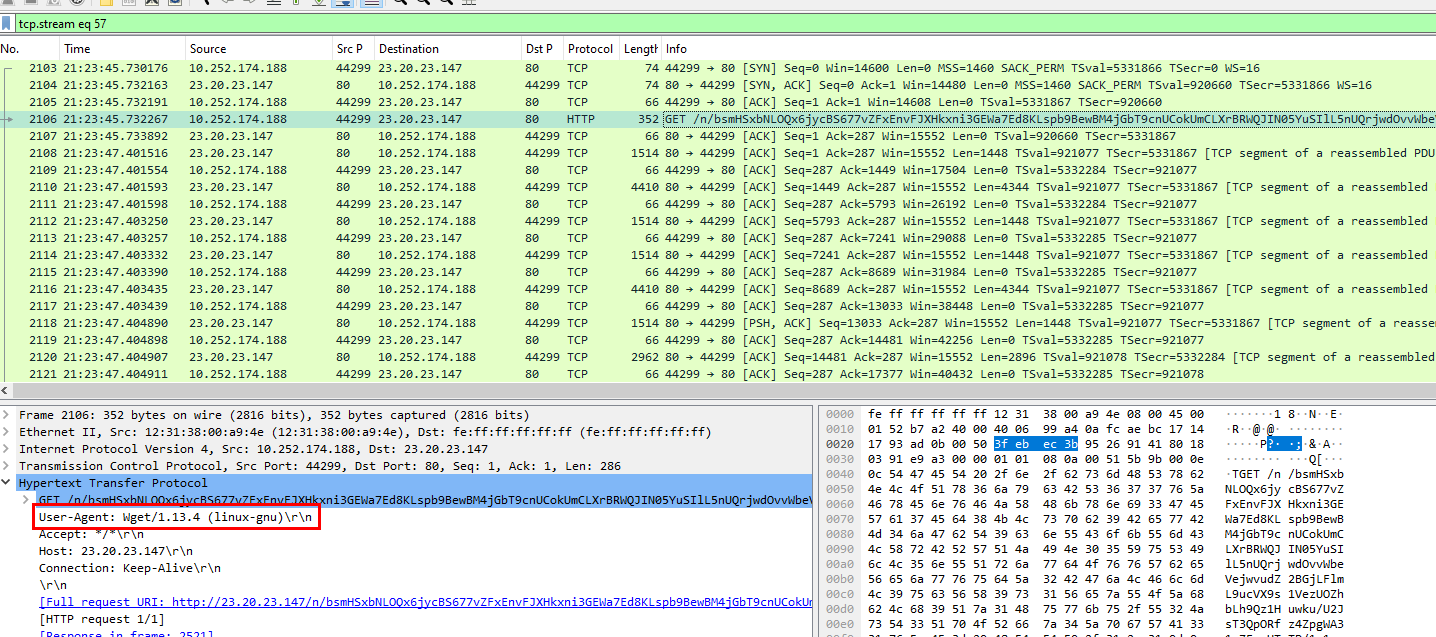 tcp.stream eq 57
No. Time Source Src P Destination Dst P Protocol Length Info
2103 21:23:45.730176 10.252.174.188 44299 23.20.23.147 80 TCP 74 44299 → 80 [SYN] Seq=0 Win=14600 Len=0 MSS=1460 SACK_PERM TSval=5331866 TSecr=0 WS=16
2104 21:23:45.732163 23.20.23.147 80 10.252.174.188 44299 TCP 74 80 → 44299 [SYN, ACK] Seq=0 Ack=1 Win=14480 Len=0 MSS=1460 SACK_PERM TSval=920660 TSecr=5331866 WS=16
2105 21:23:45.732191 10.252.174.188 44299 23.20.23.147 80 TCP 66 44299 → 80 [ACK] Seq=1 Ack=1 Win=14608 Len=0 TSval=5331867 TSecr=920660
2106 21:23:45.732267 10.252.174.188 44299 23.20.23.147 80 HTTP 352 GET /n/bsmHSxbNLOQx6jycBS677vZFxEnvFJXHkxni3GEWa7Ed8KLspb9BewBM4jGbT9cnUCokUmCLXrBRWQJIN05YuSIlL5nUQrjwdOvvWbe
2107 21:23:45.733892 23.20.23.147 80 10.252.174.188 44299 TCP 66 80 → 44299 [ACK] Seq=1 Ack=287 Win=15552 Len=0 TSval=920660 TSecr=5331867
2108 21:23:47.401516 23.20.23.147 80 10.252.174.188 44299 TCP 1514 80 → 44299 [ACK] Seq=1 Ack=287 Win=15552 Len=1448 TSval=921077 TSecr=5331867 [TCP segment of a reassembled PDU
2109 21:23:47.401554 10.252.174.188 44299 23.20.23.147 80 TCP 66 44299 → 80 [ACK] Seq=287 Ack=1449 Win=17504 Len=0 TSval=5332284 TSecr=921077
2110 21:23:47.401593 23.20.23.147 80 10.252.174.188 44299 TCP 4410 80 → 44299 [ACK] Seq=1449 Ack=287 Win=15552 Len=4344 TSval=921077 TSecr=5331867 [TCP segment of a reassembled
2111 21:23:47.401598 10.252.174.188 44299 23.20.23.147 80 TCP 66 44299 → 80 [ACK] Seq=287 Ack=5793 Win=26192 Len=0 TSval=5332284 TSecr=921077
2112 21:23:47.403250 23.20.23.147 80 10.252.174.188 44299 TCP 1514 80 → 44299 [ACK] Seq=5793 Ack=287 Win=15552 Len=1448 TSval=921077 TSecr=5331867 [TCP segment of a reassembled
2113 21:23:47.403257 10.252.174.188 44299 23.20.23.147 80 TCP 66 44299 → 80 [ACK] Seq=287 Ack=7241 Win=29088 Len=0 TSval=5332285 TSecr=921077
2114 21:23:47.403332 23.20.23.147 80 10.252.174.188 44299 TCP 1514 80 → 44299 [ACK] Seq=7241 Ack=287 Win=15552 Len=1448 TSval=921077 TSecr=5331867 [TCP segment of a reassembled
2115 21:23:47.403390 10.252.174.188 44299 23.20.23.147 80 TCP 66 44299 → 80 [ACK] Seq=287 Ack=8689 Win=31984 Len=0 TSval=5332285 TSecr=921077
2116 21:23:47.403435 23.20.23.147 80 10.252.174.188 44299 TCP 4410 80 → 44299 [ACK] Seq=8689 Ack=287 Win=15552 Len=4344 TSval=921077 TSecr=5331867 [TCP segment of a reassembled
2117 21:23:47.403439 10.252.174.188 44299 23.20.23.147 80 TCP 66 44299 → 80 [ACK] Seq=287 Ack=13033 Win=38448 Len=0 TSval=5332285 TSecr=921077
2118 21:23:47.404890 23.20.23.147 80 10.252.174.188 44299 TCP 1514 80 → 44299 [PSH, ACK] Seq=13033 Ack=287 Win=15552 Len=1448 TSval=921077 TSecr=5331867 [TCP segment of a reasse
2119 21:23:47.404898 10.252.174.188 44299 23.20.23.147 80 TCP 66 44299 → 80 [ACK] Seq=287 Ack=14481 Win=42256 Len=0 TSval=5332285 TSecr=921077
2120 21:23:47.404907 23.20.23.147 80 10.252.174.188 44299 TCP 2962 80 → 44299 [ACK] Seq=14481 Ack=287 Win=15552 Len=2896 TSval=921078 TSecr=5332284 [TCP segment of a reassembled
2121 21:23:47.404911 10.252.174.188 44299 23.20.23.147 80 TCP 66 44299 → 80 [ACK] Seq=287 Ack=17377 Win=40432 Len=0 TSval=5332285 TSecr=921078
Frame 2106: 352 bytes on wire (2816 bits), 352 bytes captured (2816 bits)
Ethernet II, Src: 12:31:38:00:a9:4e (12:31:38:00:a9:4e), Dst: fe:ff:ff:ff:ff:ff (fe:ff:ff:ff:ff:ff)
Internet Protocol Version 4, Src: 10.252.174.188, Dst: 23.20.23.147
Transmission Control Protocol, Src Port: 44299, Dst Port: 80, Seq: 1, Ack: 1, Len: 286
Hypertext Transfer Protocol
GET /n/bsmHSxbNLOQx6jycBS677vZFxEnvFJXHkxni3GEWa7Ed8KLspb9BewBM4jGbT9cnUCokUmCLXrBRWQJIN05YuSIlL5nUQrjwdOvvWbeV
User-Agent: Wget/1.13.4 (linux-gnu)\r\n
Accept: */*\r\n
Host: 23.20.23.147\r\n
Connection: Keep-Alive\r\n
\r\n
[Full request URI: http://23.20.23.147/n/bsmHSxbNLOQx6jycBS677vZFxEnvFJXHkxni3GEWa7Ed8KLspb9BewBM4jGbT9cnUCokUm
[HTTP request 1/1]
[Response in frame: 2521]
0000 fe ff ff ff ff ff 12 31 38 00 a9 4e 08 00 45 00 ·······1 8··N··E·
0010 01 52 b7 a2 40 00 40 06 99 a4 0a fc ae bc 17 14 ·R··@·@· ········
0020 17 93 ad 0b 00 50 3f eb ec 3b 95 26 91 41 80 18 ·····P?· ·;·&·A··
0030 03 91 e9 a3 00 00 01 01 08 0a 00 51 5b 9b 00 0e ········ ···Q[···
0040 0c 54 47 45 54 20 2f 6e 2f 62 73 6d 48 53 78 62 ·TGET /n /bsmHSxb
0050 4e 4c 4f 51 78 36 6a 79 63 42 53 36 37 37 76 5a NLOQx6jy cBS677vZ
0060 46 78 45 6e 76 46 4a 58 48 6b 78 6e 69 33 47 45 FxEnvFJX Hkxni3GE
0070 57 61 37 45 64 38 4b 4c 73 70 62 39 42 65 77 42 Wa7Ed8KL spb9BewB
0080 4d 34 6a 47 62 54 39 63 6e 55 43 6f 6b 55 6d 43 M4jGbT9c nUCokUmC
0090 4c 58 72 42 52 57 51 4a 49 4e 30 35 59 75 53 49 LXrBRWQJ IN05YuSI
00a0 6c 4c 35 6e 55 51 72 6a 77 64 4f 76 76 57 62 65 lL5nUQrj wdOvvWbe
00b0 56 65 6a 77 76 75 64 5a 32 42 47 6a 4c 46 6c 6d VejwvudZ 2BGjLFlm
00c0 4c 39 75 63 56 58 39 73 31 56 65 7a 55 4f 5a 68 L9ucVX9s 1VezUOZh
00d0 62 4c 68 39 51 7a 31 48 75 77 6b 75 2f 55 32 4a bLh9Qz1H uwku/U2J
00e0 73 54 33 51 70 4f 52 66 7a 34 5a 70 67 57 41 33 sT3QpORf z4ZpgWA3